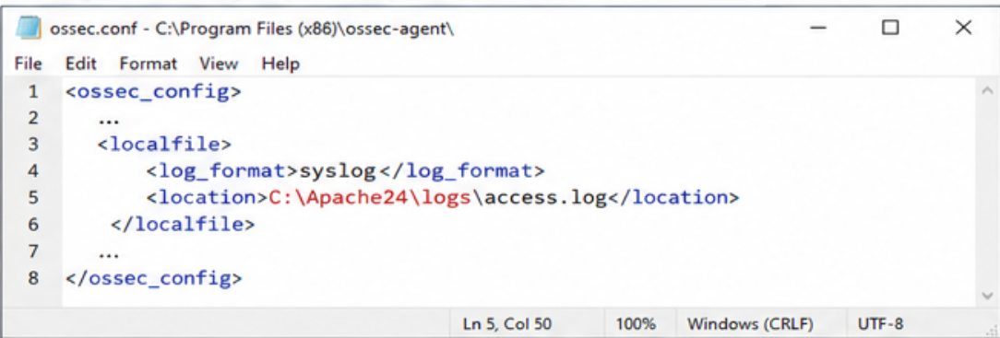 ossec.conf - C:\Program Files (x86)\ossec-agent\
File Edit Format View Help
1 <ossec_config>
2 ...
3 <localfile>
4 <log_format>syslog</log_format>
5 <location>C:\Apache24\logs\access.log</location>
6 </localfile>
7 ...
8 </ossec_config>
Ln 5, Col 50 100% Windows (CRLF) UTF-8